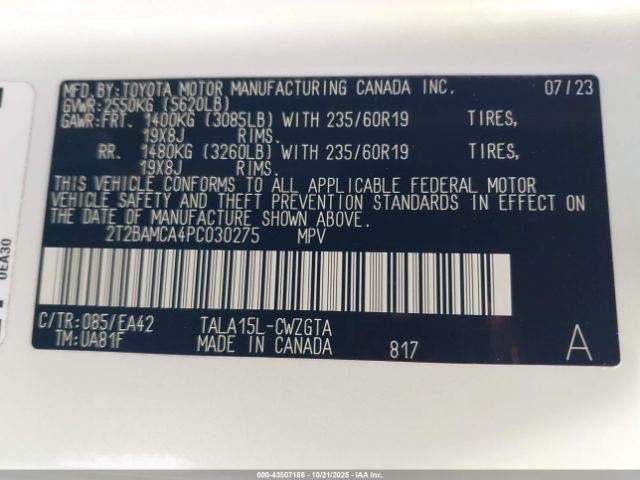 MFD.BY:TOYOTA MOTOR MANUFACTURING CANADA INC. 07/23
GVWR:2550KG (5620LB)
GAWR:FRT. 1400KG (3085LB) WITH 235/60R19 TIRES,
19X8J RIMS.
RR. 1480KG (3260LB) WITH 235/60R19 TIRES,
19X8J RIMS.
THIS VEHICLE CONFORMS TO ALL APPLICABLE FEDERAL MOTOR
VEHICLE SAFETY AND THEFT PREVENTION STANDARDS IN EFFECT ON
THE DATE OF MANUFACTURE SHOWN ABOVE.
2T2BAMCA4PC030275 MPV
C/TR:085/EA42 TALA15L-CWZGTA
TM:UA81F MADE IN CANADA 817 A
0EA30
000-43507186 - 10/21/2025 - Copyright IAA, LLC